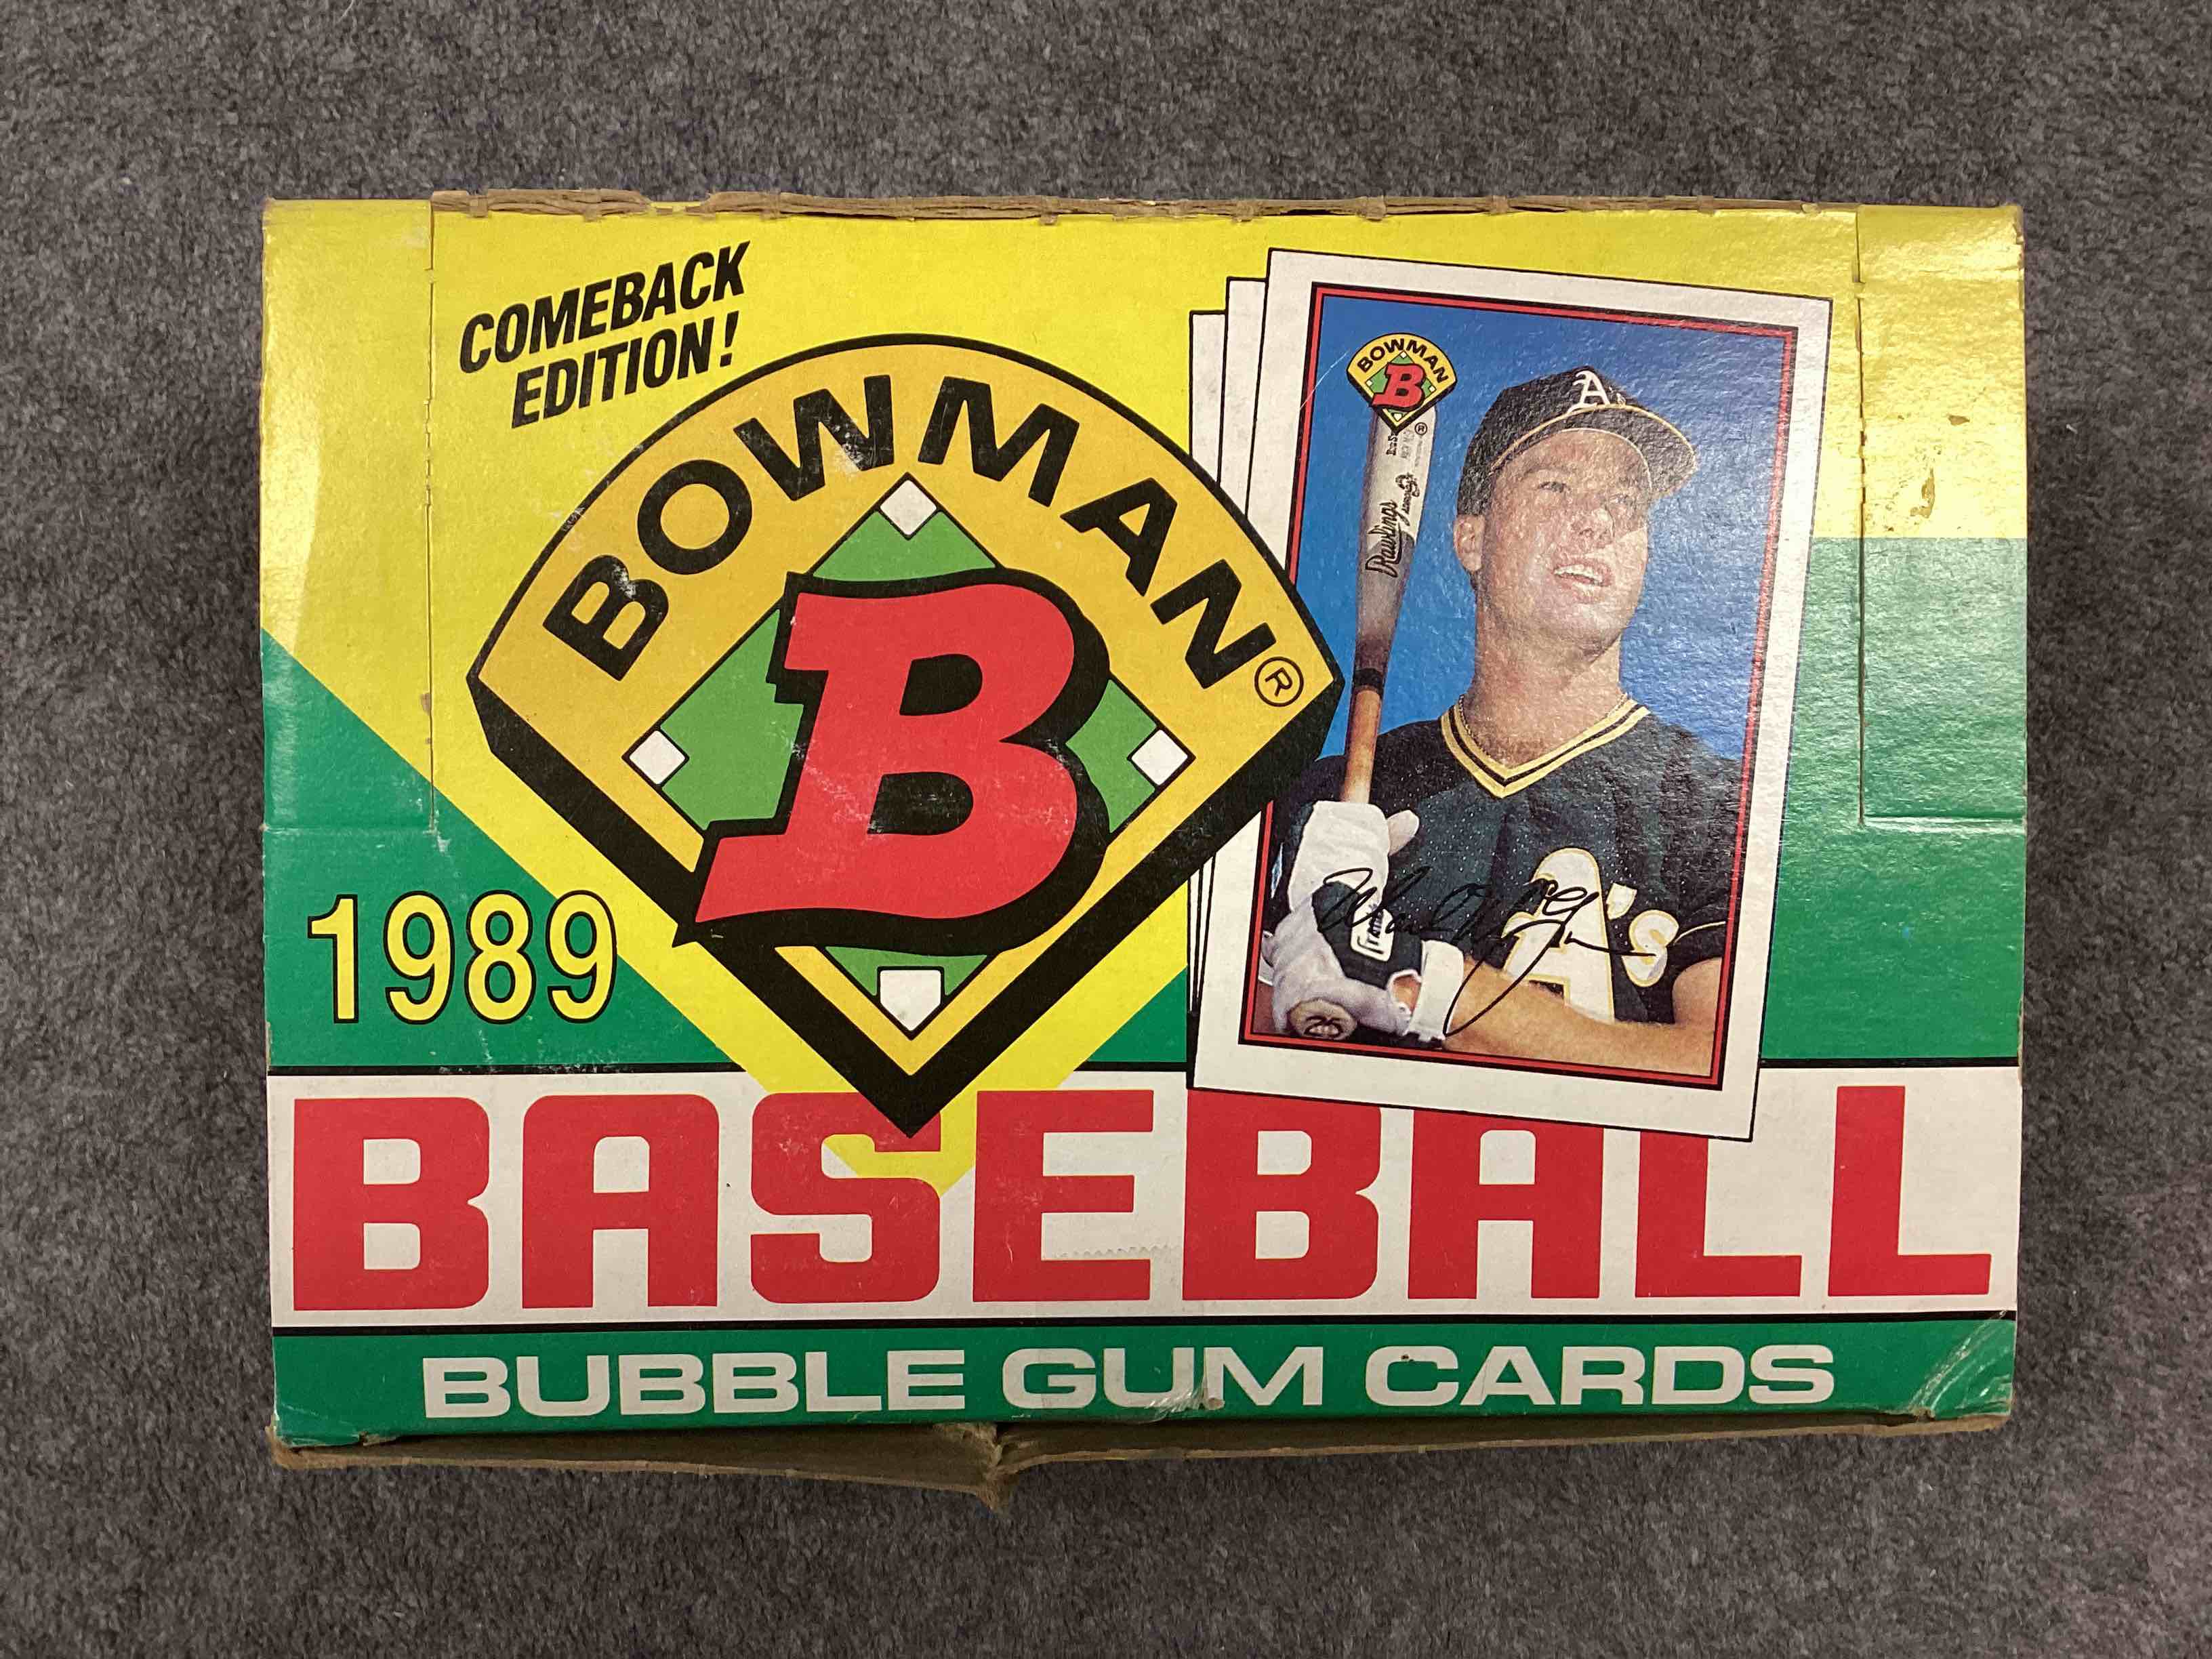 COMEBACK
EDITION!
BOWMAN®
B
1989
BOWMAN
B
®
Rawlings
A's
A's
BASEBALL
BUBBLE GUM CARDS